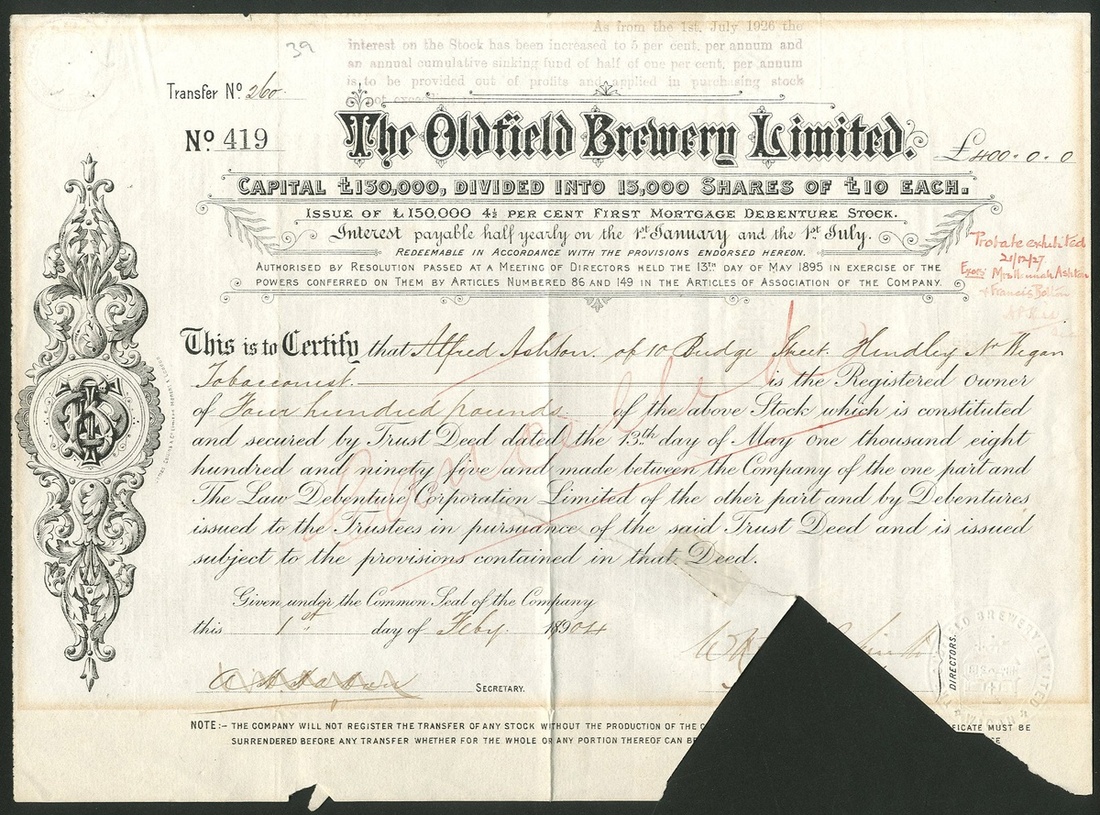 39
As from the 1st. July 1926 the
interest on the Stock has been increased to 5 per cent. per annum and
an annual cumulative sinking fund of half of one per cent. per annum
is to be provided out of profits and applied in purchasing stock
not
Transfer No 260
No 419
The Oldfield Brewery Limited.
£400.0.0
CAPITAL £150,000, DIVIDED INTO 15,000 SHARES OF £10 EACH.
ISSUE OF £150,000 4½ PER CENT FIRST MORTGAGE DEBENTURE STOCK.
Interest payable half yearly on the 1st January and the 1st July.
REDEEMABLE IN ACCORDANCE WITH THE PROVISIONS ENDORSED HEREON.
AUTHORISED BY RESOLUTION PASSED AT A MEETING OF DIRECTORS HELD THE 13TH DAY OF MAY 1895 IN EXERCISE OF THE
POWERS CONFERRED ON THEM BY ARTICLES NUMBERED 86 AND 149 IN THE ARTICLES OF ASSOCIATION OF THE COMPANY.
Probate exhibited
21/12/27
Exors Mrs Hannah Ashton
& Francis Bolton
This is to Certify that Alfred Ashton of 10 Bridge Street Hindley Nr Wigan
Tobacconist is the Registered Owner
of Four hundred pounds of the above Stock which is constituted
and secured by Trust Deed dated the 13th day of May one thousand eight
hundred and ninety five and made between the Company of the one part and
The Law Debenture Corporation Limited of the other part and by Debentures
issued to the Trustees in pursuance of the said Trust Deed and is issued
subject to the provisions contained in that Deed.
Cancelled
Given under the Common Seal of the Company
this 1st day of Feby 1904
SECRETARY.
DIRECTORS.
BREWERY LIMITED
NOTE:- THE COMPANY WILL NOT REGISTER THE TRANSFER OF ANY STOCK WITHOUT THE PRODUCTION OF THE C FICATE MUST BE
SURRENDERED BEFORE ANY TRANSFER WHETHER FOR THE WHOLE OR ANY PORTION THEREOF CAN BE